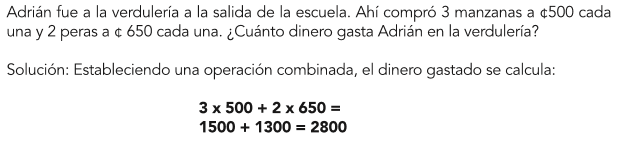 Adrián fue a la verdulería a la salida de la escuela. Ahí compró 3 manzanas a ¢500 cada
una y 2 peras a ¢ 650 cada una. ¿Cuánto dinero gasta Adrián en la verdulería?
Solución: Estableciendo una operación combinada, el dinero gastado se calcula:
3 x 500 + 2 x 650 =
1500 + 1300 = 2800